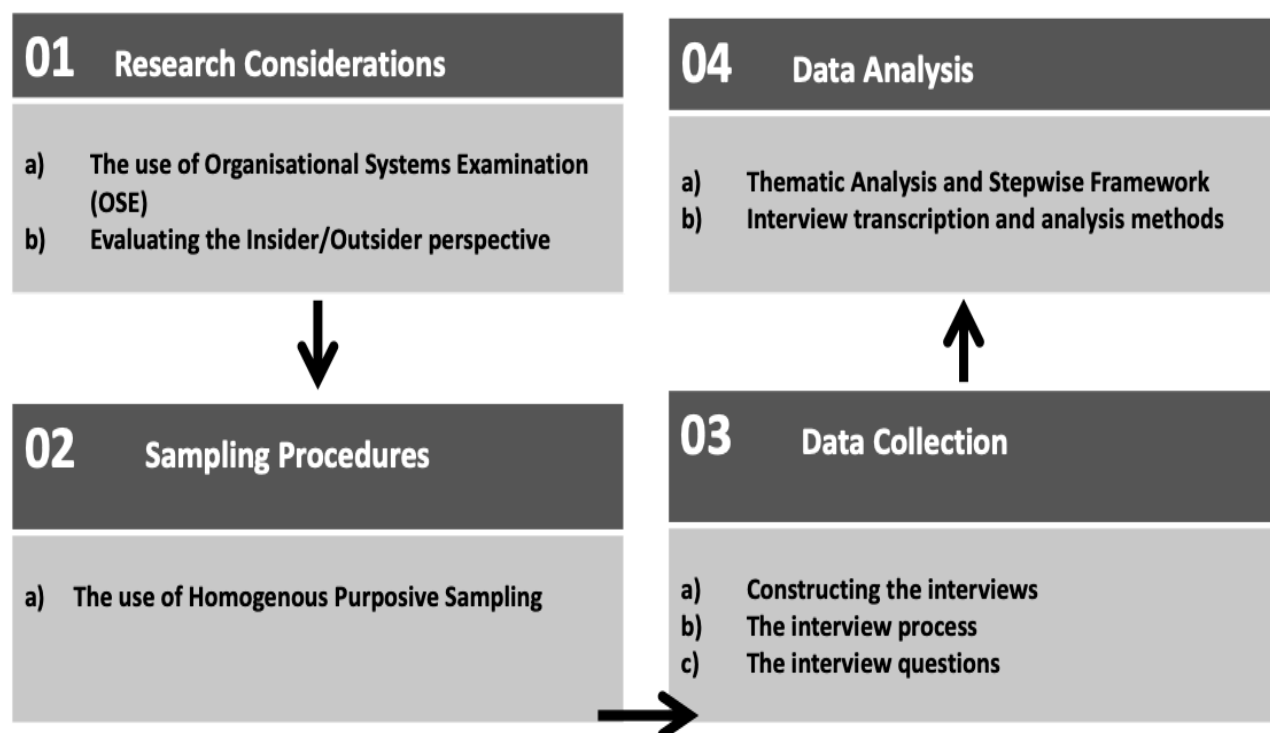 01 Research Considerations
a) The use of Organisational Systems Examination
(OSE)
b) Evaluating the Insider/Outsider perspective
02 Sampling Procedures
a) The use of Homogenous Purposive Sampling
03 Data Collection
a) Constructing the interviews
b) The interview process
c) The interview questions
04 Data Analysis
a) Thematic Analysis and Stepwise Framework
b) Interview transcription and analysis methods